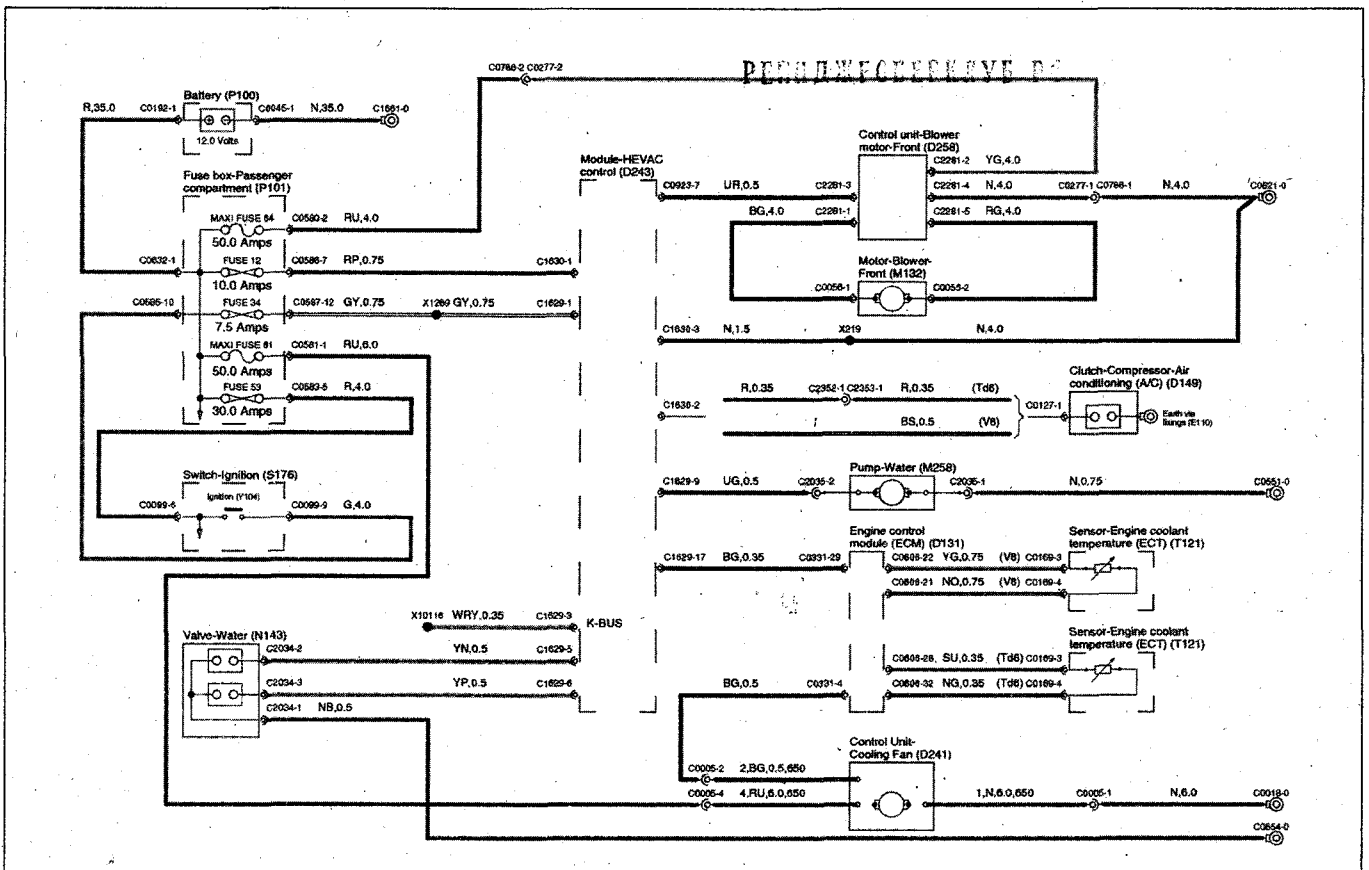 C0786-2 C0277-2
Battery (P100)
R,35.0 C0192-1 C0045-1 N,35.0 C1661-0
12.0 Volts
Fuse box-Passenger
compartment (P101)
MAXI FUSE 64 C0580-2 RU,4.0
50.0 Amps
C0632-1 FUSE 12 C0586-7 RP,0.75 C1630-1
10.0 Amps
C0585-10 FUSE 34 C0587-12 GY,0.75 X1289 GY,0.75 C1629-1
7.5 Amps
MAXI FUSE 61 C0581-1 RU,6.0
50.0 Amps
FUSE 53 C0583-5 R,4.0
30.0 Amps
Switch-Ignition (S176)
Ignition (Y104)
C0099-6 C0099-9 G,4.0
Module-HEVAC
control (D243)
Control unit-Blower
motor-Front (D258)
C2281-2 YG,4.0
C0923-7 UR,0.5 C2281-3 C2281-4 N,4.0 C0277-1 C0786-1 N,4.0 C0821-0
BG,4.0 C2281-1 C2281-5 RG,4.0
Motor-Blower-
Front (M132)
C0056-1 C0056-2
C1630-3 N,1.5 X219 N,4.0
Clutch-Compressor-Air
conditioning (A/C) (D149)
R,0.35 C2352-1 C2353-1 R,0.35 (Td6)
C1630-2 C0127-1
Earth via
fixings (E110)
BS,0.5 (V8)
Pump-Water (M258)
C1629-9 UG,0.5 C2035-2 C2035-1 N,0.75 C0551-0
Engine control
module (ECM) (D131)
Sensor-Engine coolant
temperature (ECT) (T121)
C1629-17 BG,0.35 C0331-29 C0606-22 YG,0.75 (V8) C0169-3
C0606-21 NO,0.75 (V8) C0169-4
X10116 WRY,0.35 C1629-3 K-BUS
Valve-Water (N143)
C2034-2 YN,0.5 C1629-5
C2034-3 YP,0.5 C1629-6
C2034-1 NB,0.5
Sensor-Engine coolant
temperature (ECT) (T121)
C0606-28 SU,0.35 (Td6) C0169-3
BG,0.5 C0331-4 C0606-32 NG,0.35 (Td6) C0169-4
Control Unit-
Cooling Fan (D241)
C0005-2 2,BG,0.5,650
C0005-4 4,RU,6.0,650 1,N,6.0,650 C0005-1 N,6.0 C0018-0
C0554-0